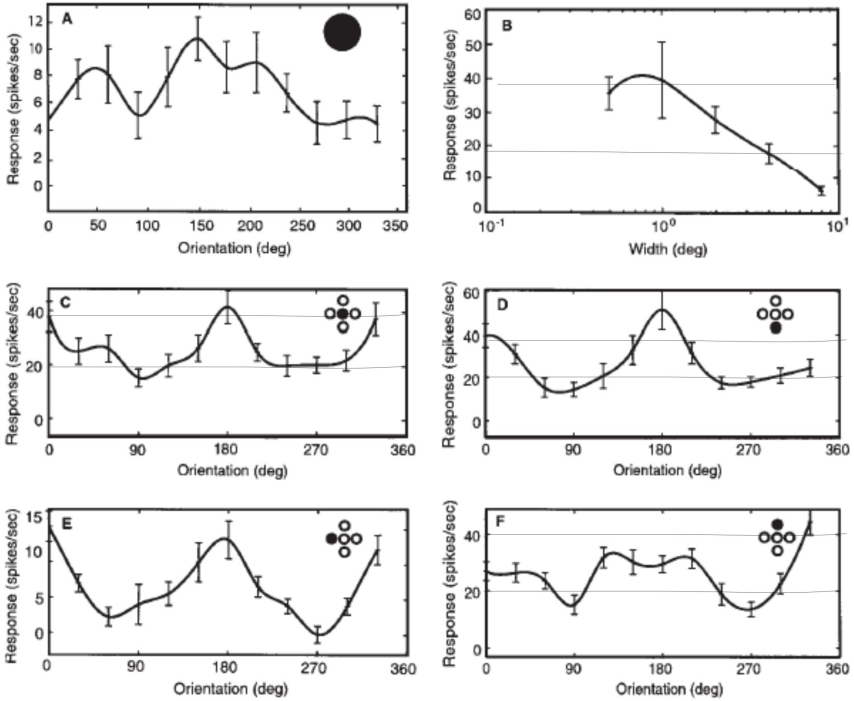 A
Response (spikes/sec)
12
10
8
6
4
2
0
0 50 100 150 200 250 300 350
Orientation (deg)
B
Response (spikes/sec)
60
50
40
30
20
10
0
10-1 100 101
Width (deg)
C
Response (spikes/sec)
40
20
0
0 90 180 270 360
Orientation (deg)
D
Response (spikes/sec)
60
40
20
0
0 90 180 270 360
Orientation (deg)
E
Response (spikes/sec)
15
10
5
0
0 90 180 270 360
Orientation (deg)
F
Response (spikes/sec)
40
20
0
0 90 180 270 360
Orientation (deg)